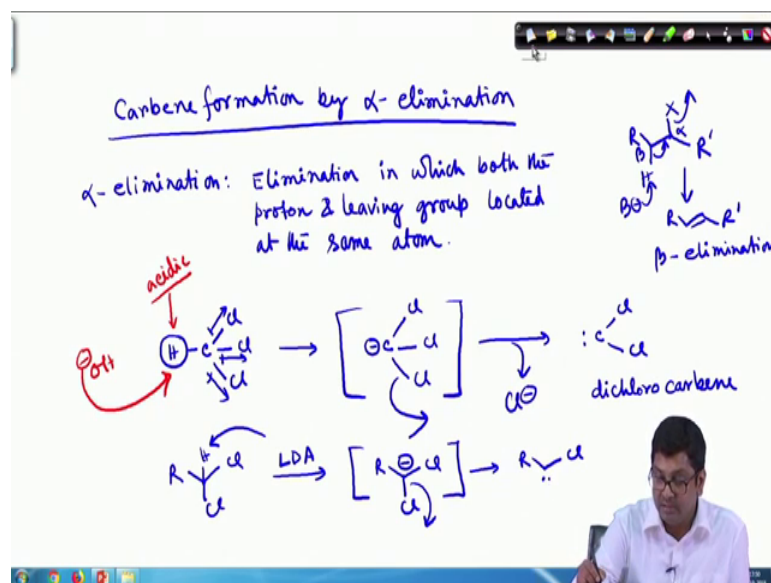 Carbene formation by α-elimination
α-elimination: Elimination in which both the
proton & leaving group located
at the same atom.
X
R β α R'
H
B⊖
R R'
β-elimination
acidic
⊖OH H-C Cl Cl Cl ⊖C Cl Cl Cl Cl⊖ :C Cl Cl
dichloro carbene
R H Cl Cl LDA R ⊖ Cl Cl R Cl ..